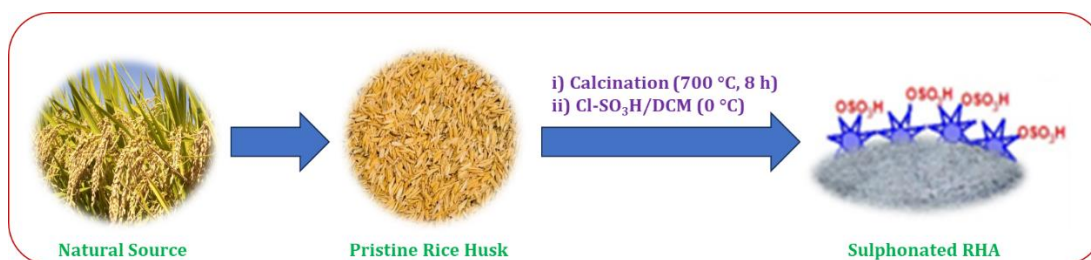 i) Calcination (700 °C, 8 h)
ii) Cl-SO₃H/DCM (0 °C)
OSO₃H
OSO₃H
OSO₃H
OSO₃H
Natural Source
Pristine Rice Husk
Sulphonated RHA